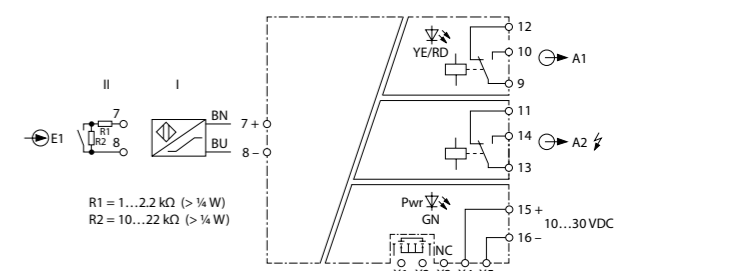 12
YE/RD
10
A1
9
II
I
7
BN
7 +
E1
R1
R2
8
BU
8 –
11
14
A2
13
R1 = 1…2.2 kΩ (> ¼ W)
R2 = 10…22 kΩ (> ¼ W)
Pwr
GN
15 +
10…30 VDC
16 –
NC